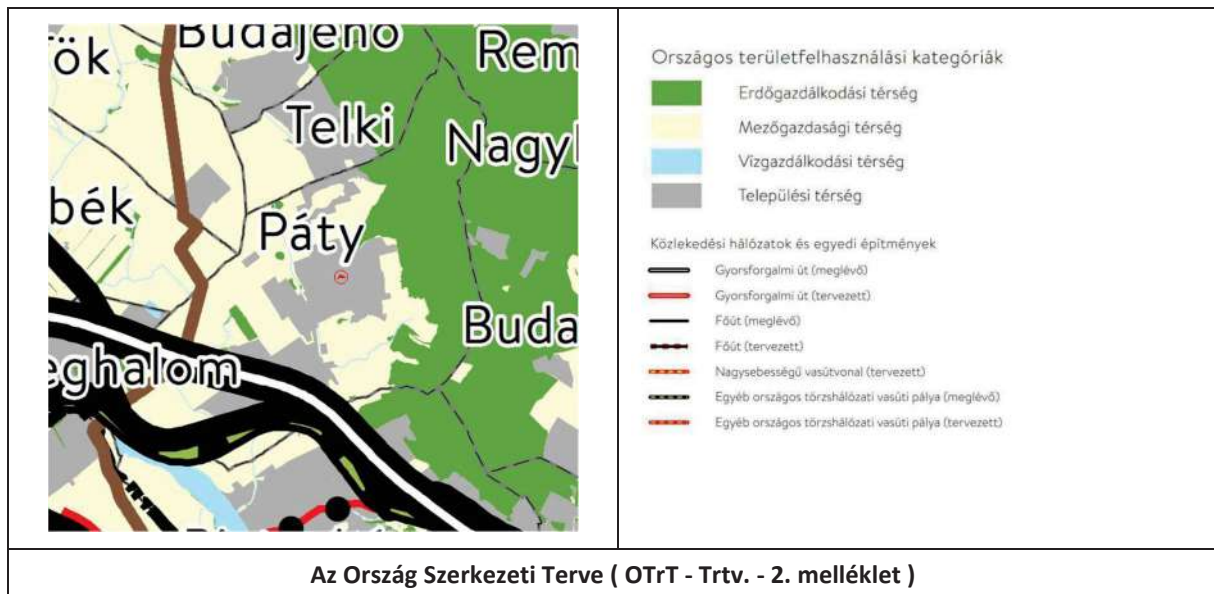 Budajenő
Rem
ök
Telki
Nagy
bék
Páty
Buda
eghalom
Országos területfelhasználási kategóriák
Erdőgazdálkodási térség
Mezőgazdasági térség
Vízgazdálkodási térség
Települési térség
Közlekedési hálózatok és egyedi építmények
Gyorsforgalmi út (meglévő)
Gyorsforgalmi út (tervezett)
Főút (meglévő)
Főút (tervezett)
Nagysebességű vasútvonal (tervezett)
Egyéb országos törzshálózati vasúti pálya (meglévő)
Egyéb országos törzshálózati vasúti pálya (tervezett)
Az Ország Szerkezeti Terve ( OTrT - Trtv. - 2. melléklet )